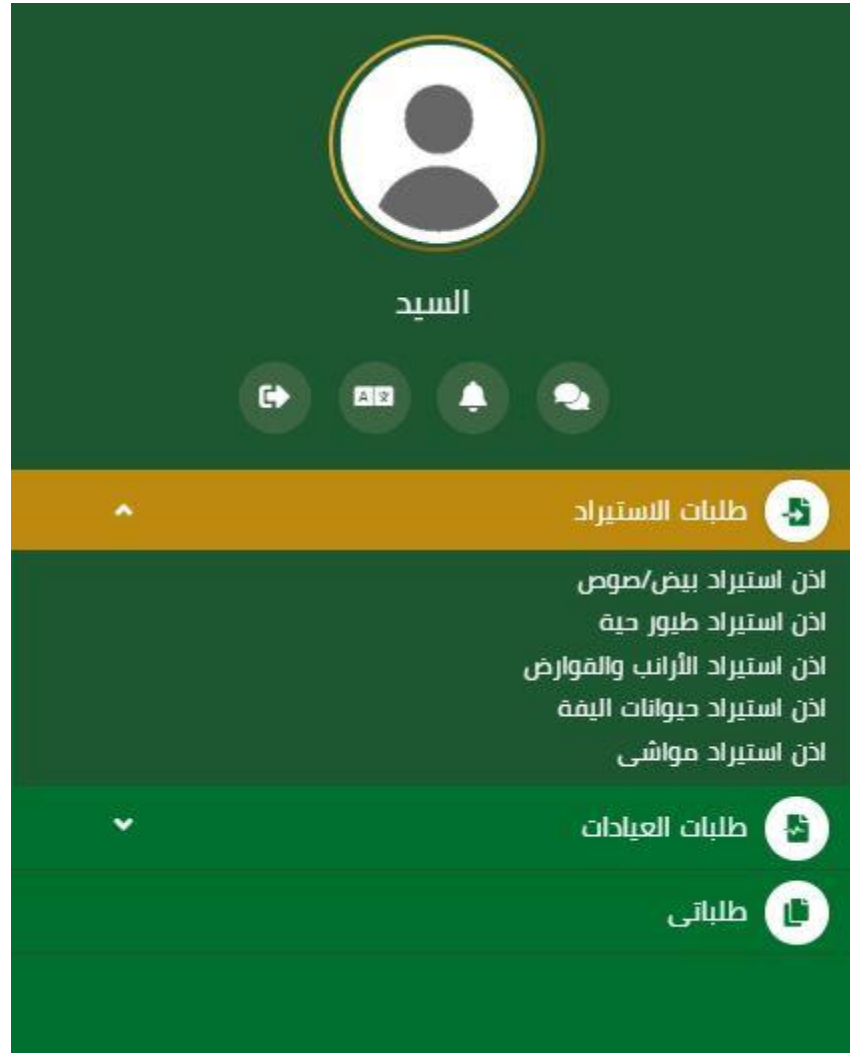 السيد
A
طلبات الاستيراد
اذن استيراد بيض/صوص
اذن استيراد طيور حية
اذن استيراد الأرانب والقوارض
اذن استيراد حيوانات اليفة
اذن استيراد مواشى
طلبات العيادات
طلباتى